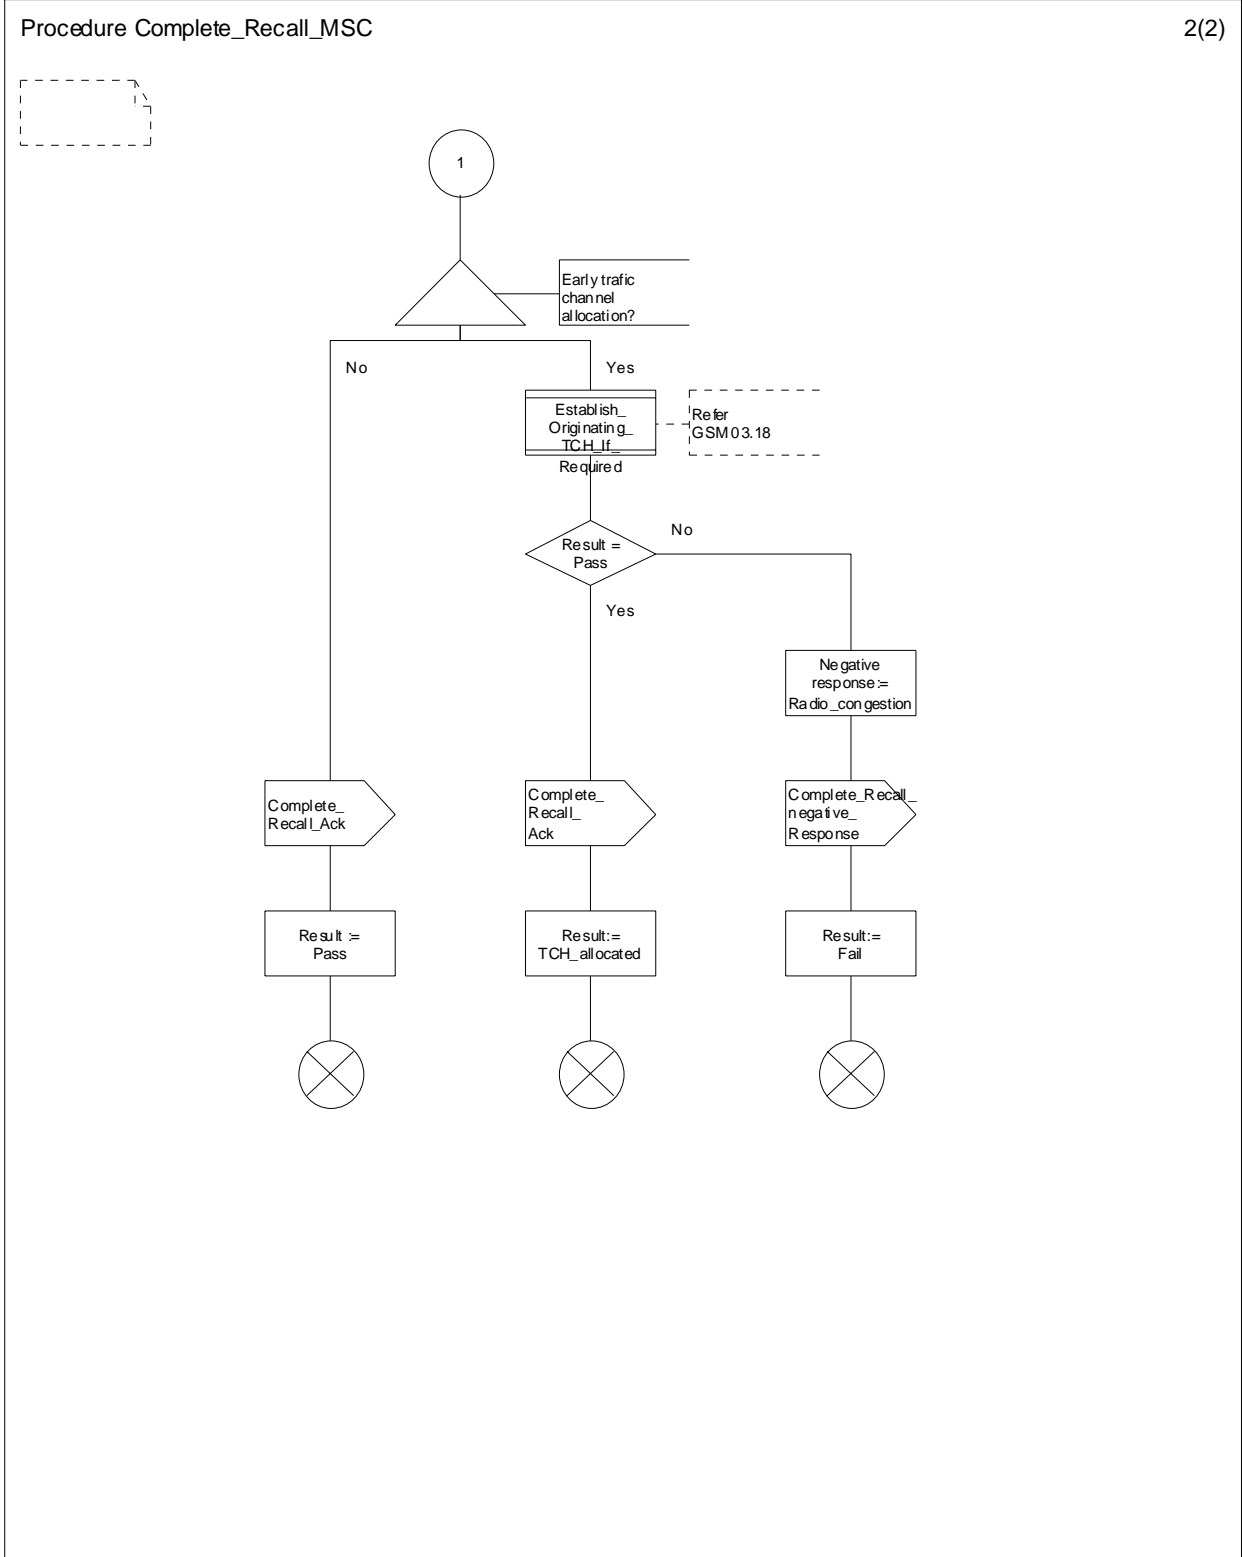 Procedure Complete_Recall_MSC
2(2)
1
Early trafic
channel
allocation?
No
Yes
Establish_
Originating_
TCH_If_
Required
Refer
GSM 03.18
Result =
Pass
No
Yes
Negative
response:=
Radio_congestion
Complete_
Recall_Ack
Complete_
Recall_
Ack
Complete_Recall_
negative_
Response
Result :=
Pass
Result:=
TCH_allocated
Result:=
Fail